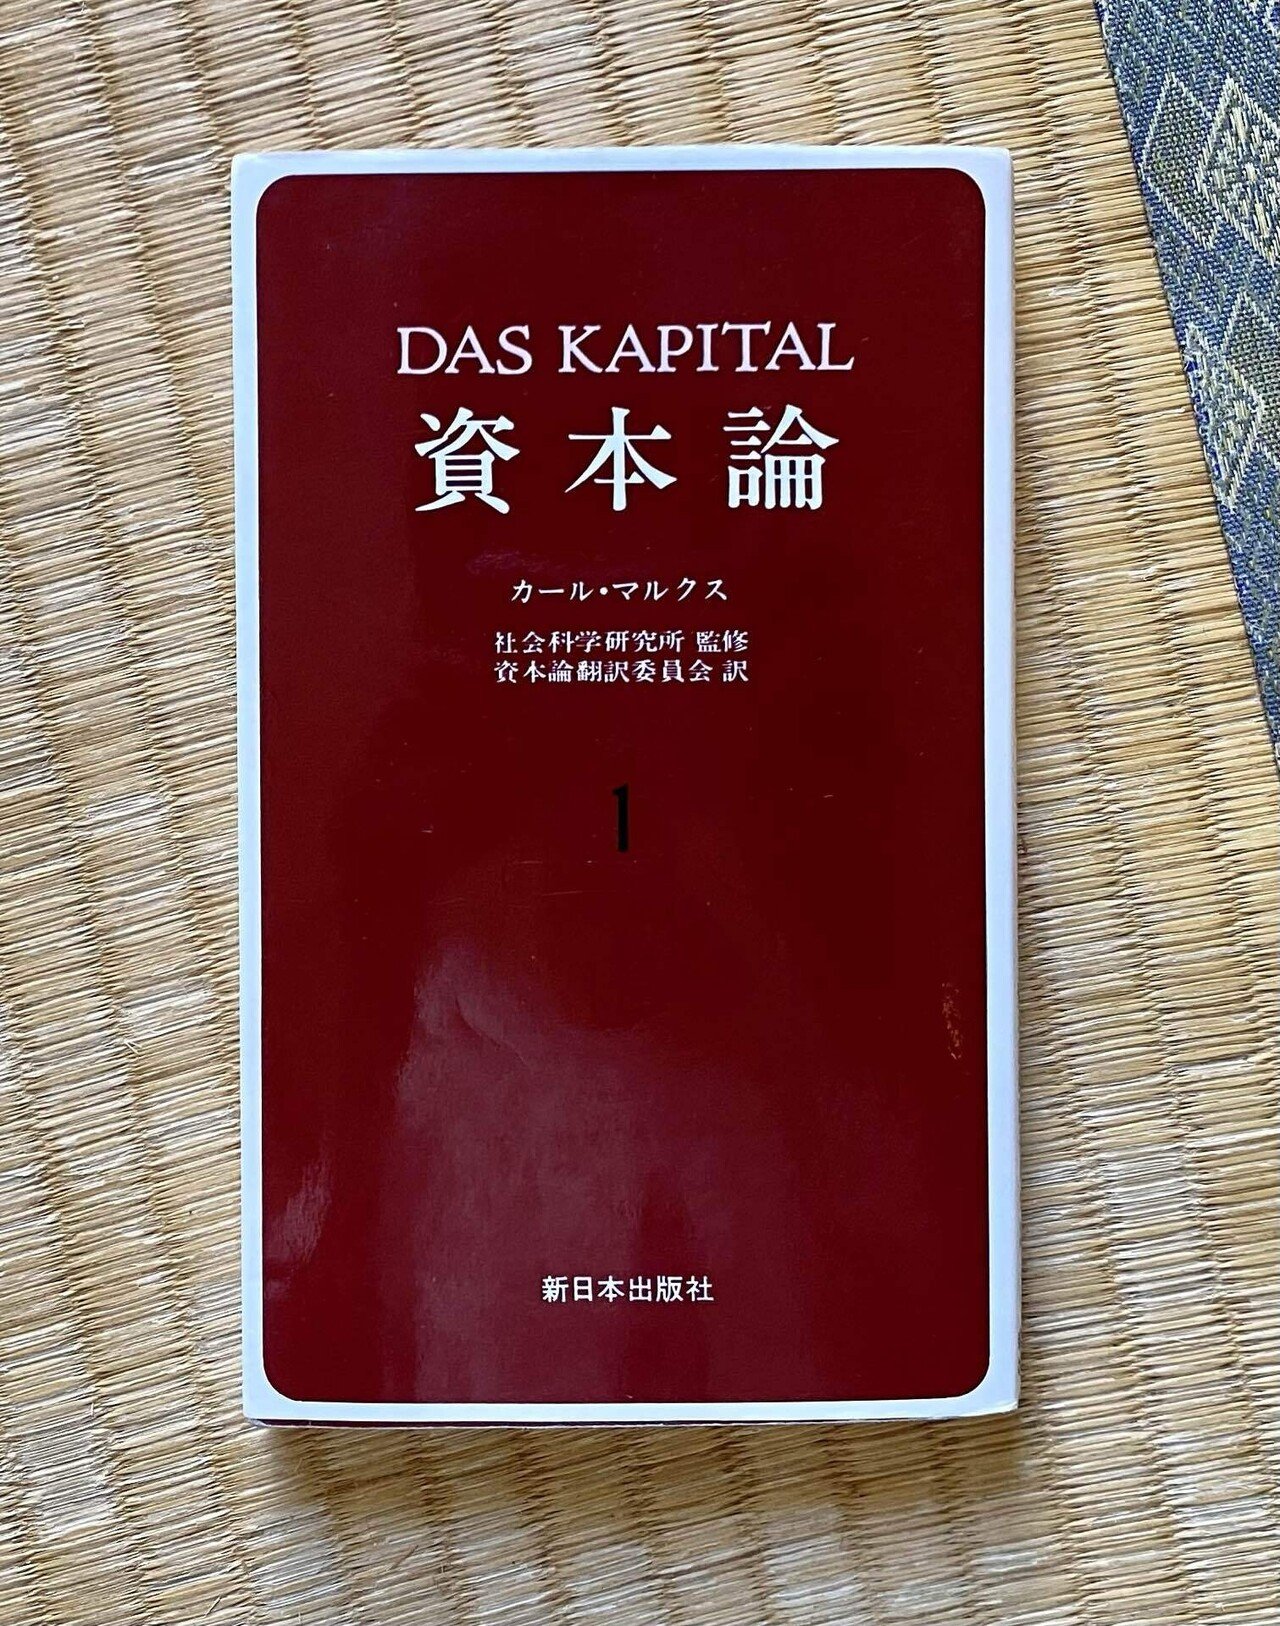 DAS KAPITAL
資本論
カール・マルクス
社会科学研究所 監修
資本論翻訳委員会 訳
1
新日本出版社